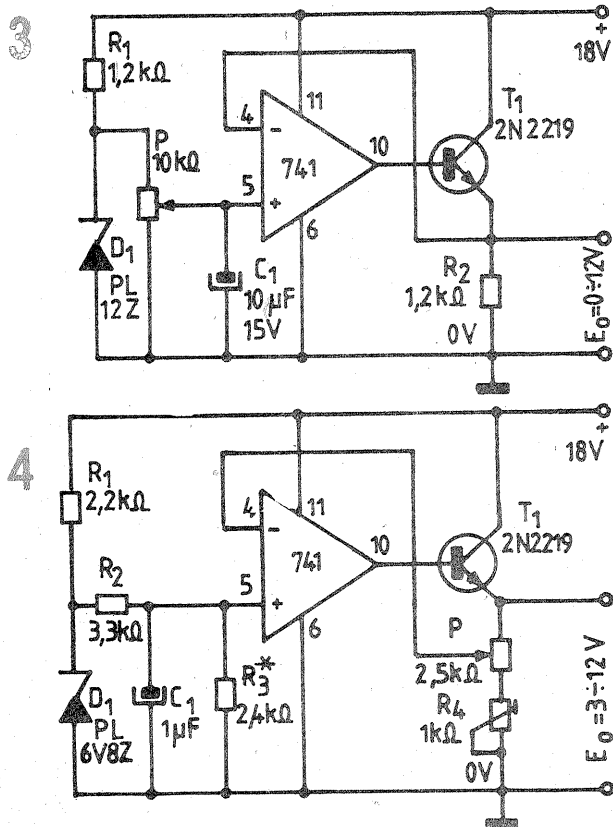 3
R1
1,2kΩ
P
10kΩ
D1
PL
12Z
C1
10 µF
15V
4
-
5
+
741
11
6
10
T1
2N2219
R2
1,2kΩ
0V
+
18V
E0=0÷12V
4
R1
2,2kΩ
R2
3,3kΩ
D1
PL
6V8Z
C1
1µF
R3*
2,4kΩ
4
-
5
+
741
11
6
10
T1
2N2219
P
2,5kΩ
R4
1kΩ
0V
+
18V
E0=3÷12V